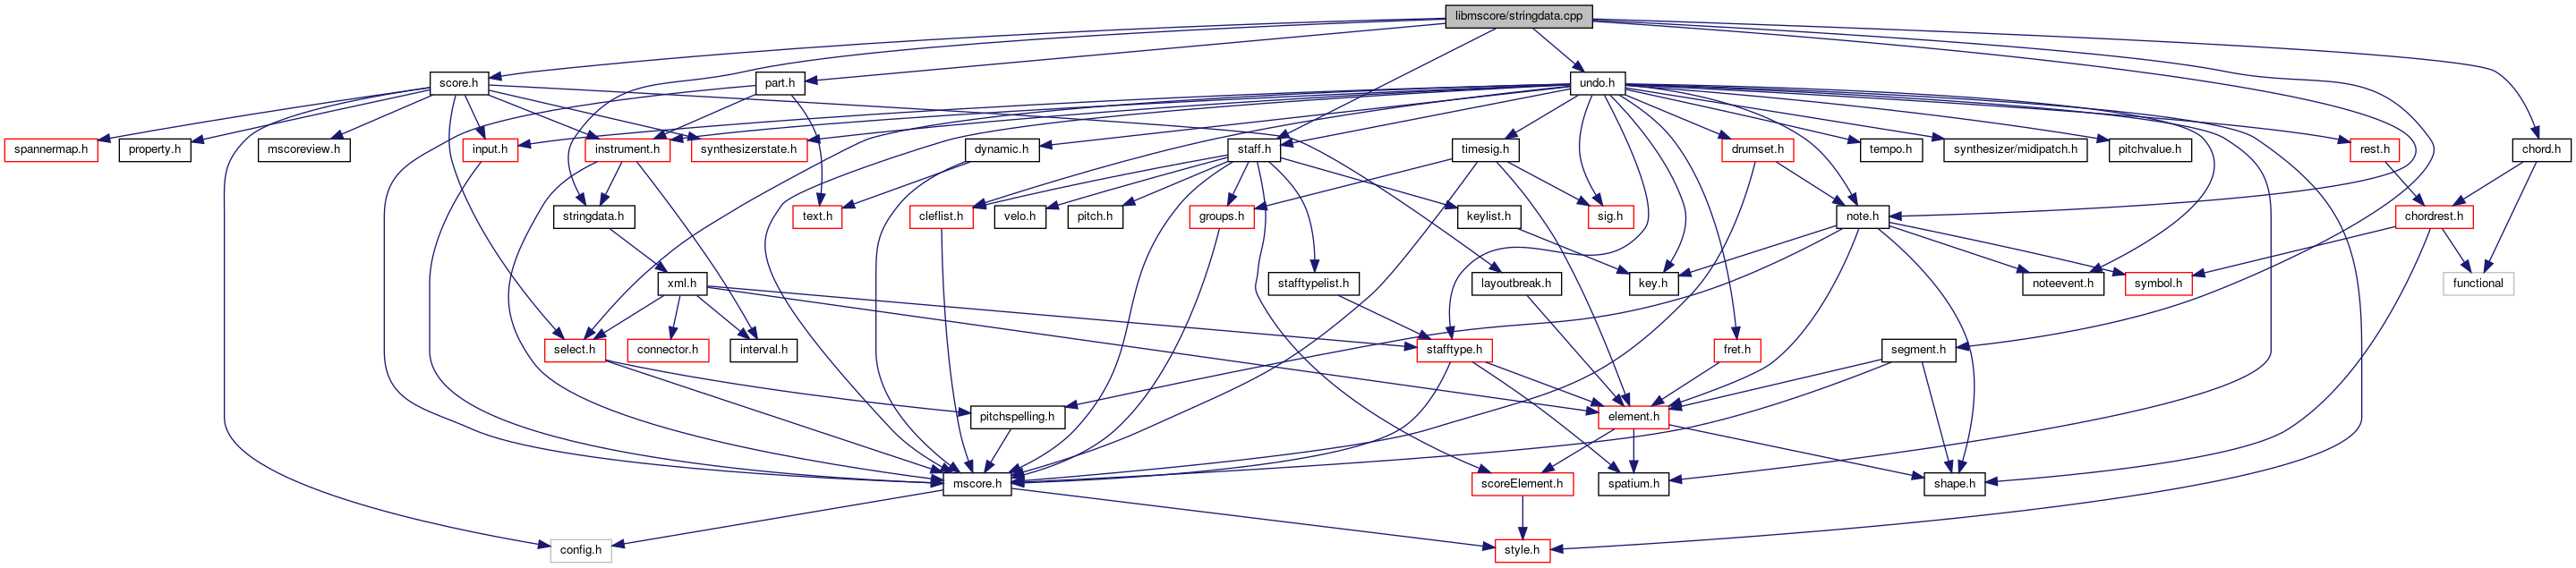 libmscore/stringdata.cpp
score.h
part.h
undo.h
spannermap.h
property.h
mscoreview.h
input.h
instrument.h
synthesizerstate.h
dynamic.h
staff.h
timesig.h
drumset.h
tempo.h
synthesizer/midipatch.h
pitchvalue.h
rest.h
chord.h
stringdata.h
text.h
cleflist.h
velo.h
pitch.h
groups.h
keylist.h
sig.h
note.h
chordrest.h
xml.h
stafftypelist.h
layoutbreak.h
key.h
noteevent.h
symbol.h
functional
select.h
connector.h
interval.h
stafftype.h
fret.h
segment.h
pitchspelling.h
element.h
mscore.h
scoreElement.h
spatium.h
shape.h
config.h
style.h